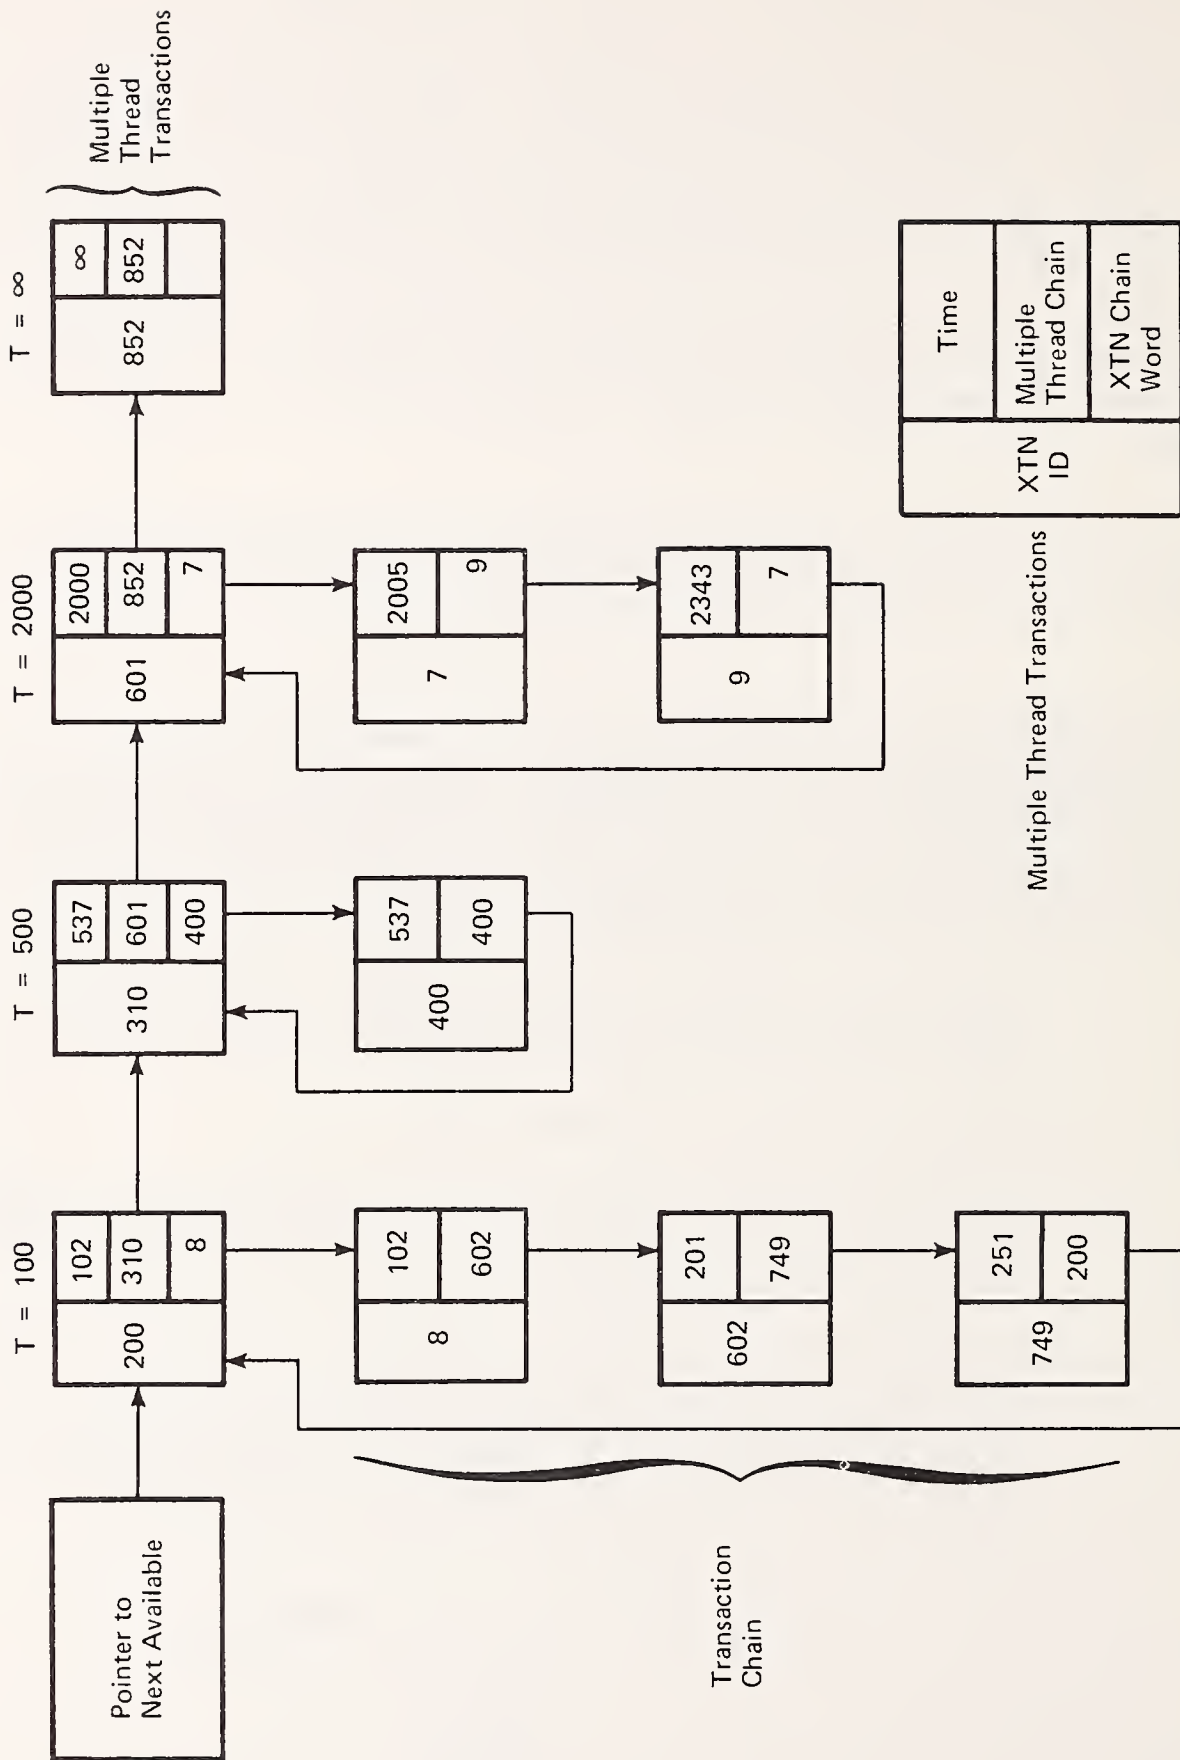 T = 100
T = 500
T = 2000
T = ∞
Pointer to
Next Available
200
102
310
8
310
537
601
400
601
2000
852
7
852
∞
852
Multiple
Thread
Transactions
8
102
602
400
537
400
7
2005
9
602
201
749
9
2343
7
749
251
200
Transaction
Chain
Multiple Thread Transactions
XTN
ID
Time
Multiple
Thread Chain
XTN Chain
Word